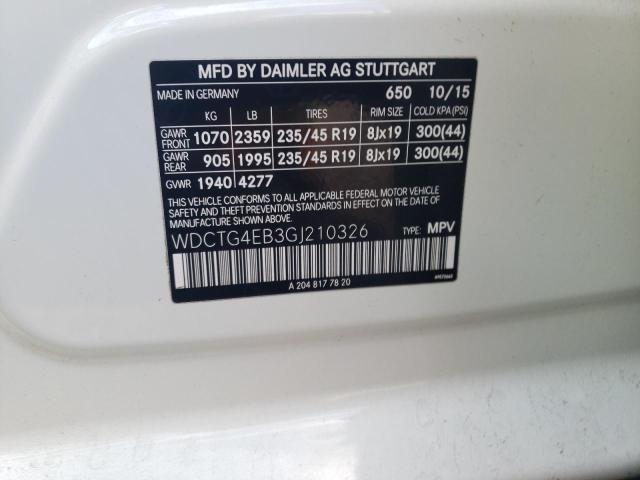 MFD BY DAIMLER AG STUTTGART
MADE IN GERMANY 650 10/15
KG LB TIRES RIM SIZE COLD KPA (PSI)
GAWR FRONT 1070 2359 235/45 R19 8Jx19 300(44)
GAWR REAR 905 1995 235/45 R19 8Jx19 300(44)
GVWR 1940 4277
THIS VEHICLE CONFORMS TO ALL APPLICABLE FEDERAL MOTOR VEHICLE
SAFETY AND THEFT PREVENTION STANDARDS IN EFFECT ON THE DATE OF
MANUFACTURE SHOWN ABOVE.
WDCTG4EB3GJ210326 TYPE: MPV
A 204 817 78 20